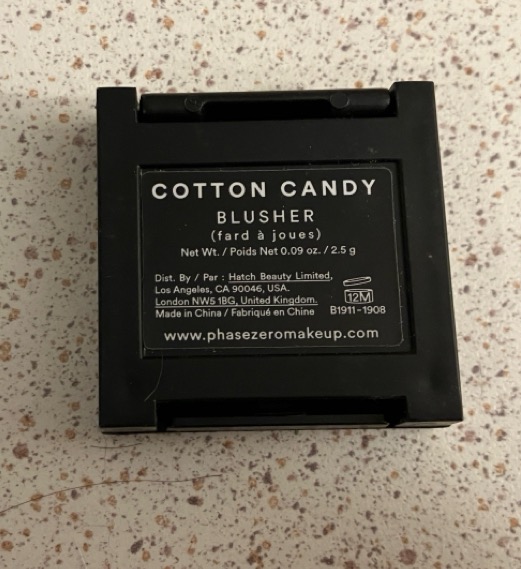 COTTON CANDY
BLUSHER
(fard à joues)
Net Wt. / Poids Net 0.09 oz. / 2.5 g
Dist. By / Par : Hatch Beauty Limited,
Los Angeles, CA 90046, USA.
London NW5 1BG, United Kingdom.
Made in China / Fabriqué en Chine
12M
B1911-1908
www.phasezeromakeup.com